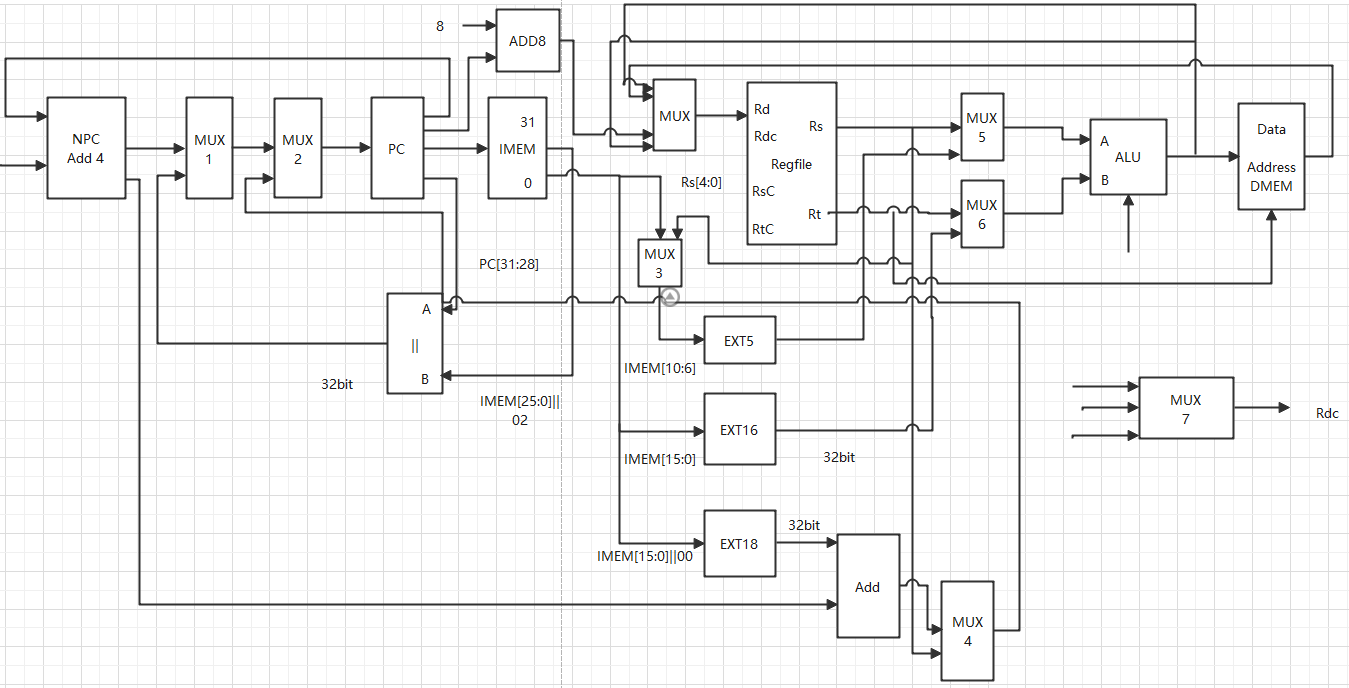 8
ADD8
NPC
Add 4
MUX
1
MUX
2
PC
31
IMEM
0
MUX
Rd
Rdc
Regfile
RsC
RtC
Rs
Rt
Rs[4:0]
MUX
5
MUX
6
A
ALU
B
Data
Address
DMEM
PC[31:28]
MUX
3
A
||
B
32bit
IMEM[25:0]||
02
EXT5
IMEM[10:6]
EXT16
IMEM[15:0]
32bit
MUX
7
Rdc
EXT18
IMEM[15:0]||00
32bit
Add
MUX
4